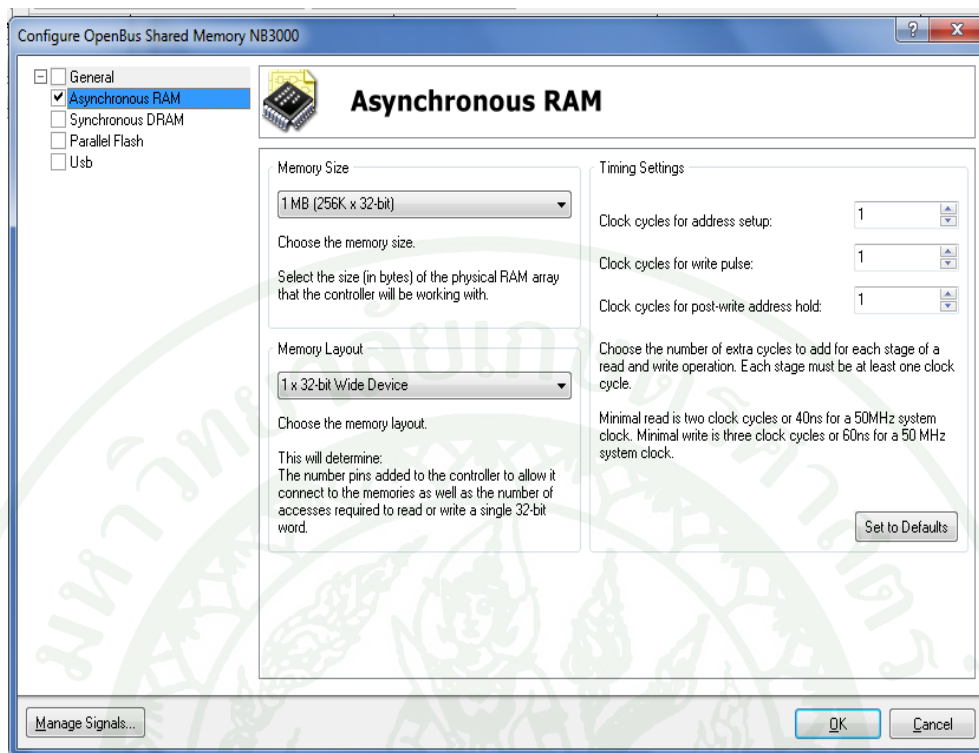 Configure OpenBus Shared Memory NB3000
General
Asynchronous RAM
Synchronous DRAM
Parallel Flash
Usb
Asynchronous RAM
Memory Size
1 MB (256K x 32-bit)
Choose the memory size.
Select the size (in bytes) of the physical RAM array
that the controller will be working with.
Memory Layout
1 x 32-bit Wide Device
Choose the memory layout.
This will determine:
The number pins added to the controller to allow it
connect to the memories as well as the number of
accesses required to read or write a single 32-bit
word.
Timing Settings
Clock cycles for address setup: 1
Clock cycles for write pulse: 1
Clock cycles for post-write address hold: 1
Choose the number of extra cycles to add for each stage of a
read and write operation. Each stage must be at least one clock
cycle.
Minimal read is two clock cycles or 40ns for a 50MHz system
clock. Minimal write is three clock cycles or 60ns for a 50 MHz
system clock.
Set to Defaults
Manage Signals...
OK
Cancel